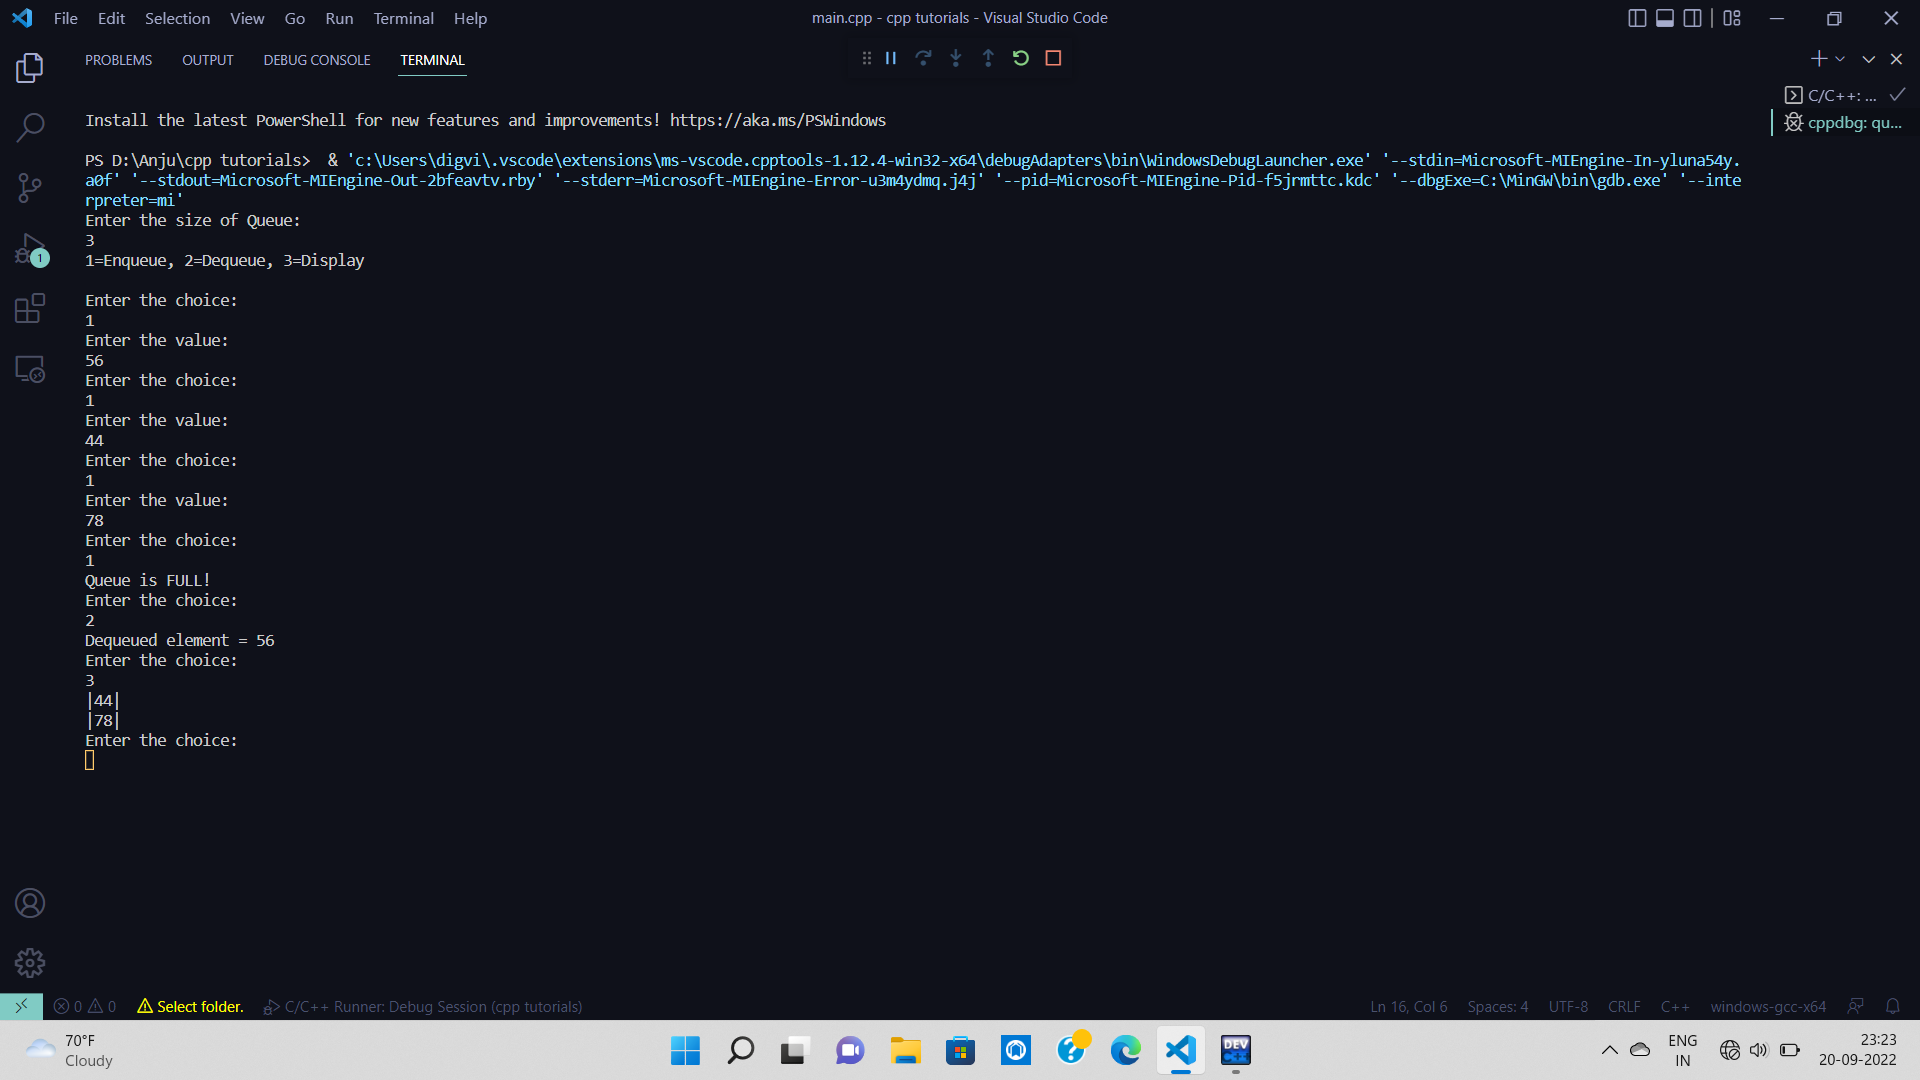 File Edit Selection View Go Run Terminal Help
main.cpp - cpp tutorials - Visual Studio Code
PROBLEMS OUTPUT DEBUG CONSOLE TERMINAL
C/C++: ...
cppdbg: qu...
Install the latest PowerShell for new features and improvements! https://aka.ms/PSWindows
PS D:\Anju\cpp tutorials>  & 'c:\Users\digvi\.vscode\extensions\ms-vscode.cpptools-1.12.4-win32-x64\debugAdapters\bin\WindowsDebugLauncher.exe' '--stdin=Microsoft-MIEngine-In-yluna54y.
a0f' '--stdout=Microsoft-MIEngine-Out-2bfeavtv.rby' '--stderr=Microsoft-MIEngine-Error-u3m4ydmq.j4j' '--pid=Microsoft-MIEngine-Pid-f5jrmttc.kdc' '--dbgExe=C:\MinGW\bin\gdb.exe' '--inte
rpreter=mi'
Enter the size of Queue:
3
1=Enqueue, 2=Dequeue, 3=Display
Enter the choice:
1
Enter the value:
56
Enter the choice:
1
Enter the value:
44
Enter the choice:
1
Enter the value:
78
Enter the choice:
1
Queue is FULL!
Enter the choice:
2
Dequeued element = 56
Enter the choice:
3
|44|
|78|
Enter the choice:
1
0 0 Select folder. C/C++ Runner: Debug Session (cpp tutorials)
Ln 16, Col 6 Spaces: 4 UTF-8 CRLF C++ windows-gcc-x64
70°F
Cloudy
DEV
C++
ENG
IN
23:23
20-09-2022